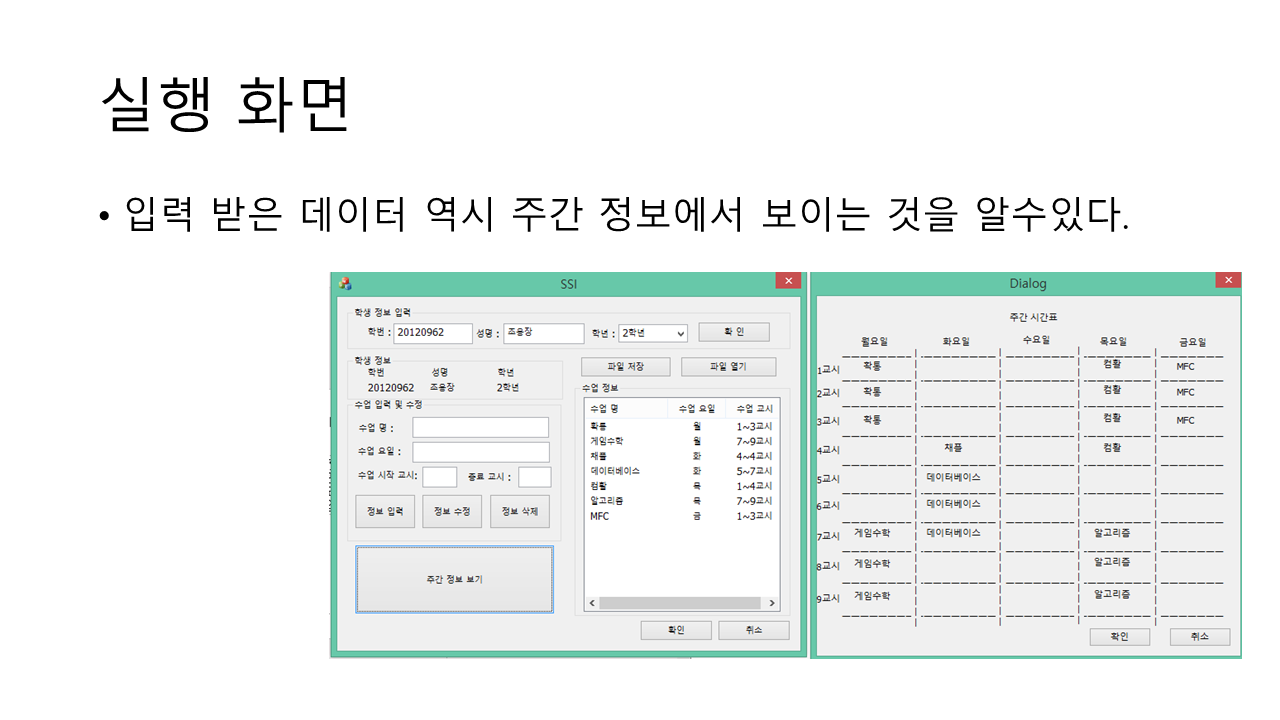 실행 화면
• 입력 받은 데이터 역시 주간 정보에서 보이는 것을 알수있다.
SSI
학생 정보 입력
학번 : 20120962 성명 : 조용장 학년 : 2학년 확 인
학생 정보
학번 성명 학년
20120962 조용장 2학년
파일 저장 파일 열기
수업 입력 및 수정
수업 명 :
수업 요일 :
수업 시작 교시: 종료 교시 :
정보 입력 정보 수정 정보 삭제
주간 정보 보기
수업 정보
수업 명 수업 요일 수업 교시
확통 월 1~3교시
게임수학 월 7~9교시
재플 화 4~4교시
데이터베이스 화 5~7교시
컴활 목 1~4교시
알고리즘 목 7~9교시
MFC 금 1~3교시
확인 취소
Dialog
주간 시간표
월요일 화요일 수요일 목요일 금요일
1교시 확통 컴활 MFC
2교시 확통 컴활 MFC
3교시 확통 컴활 MFC
4교시 재플 컴활
5교시 데이터베이스
6교시 데이터베이스
7교시 게임수학 데이터베이스 알고리즘
8교시 게임수학 알고리즘
9교시 게임수학 알고리즘
확인 취소